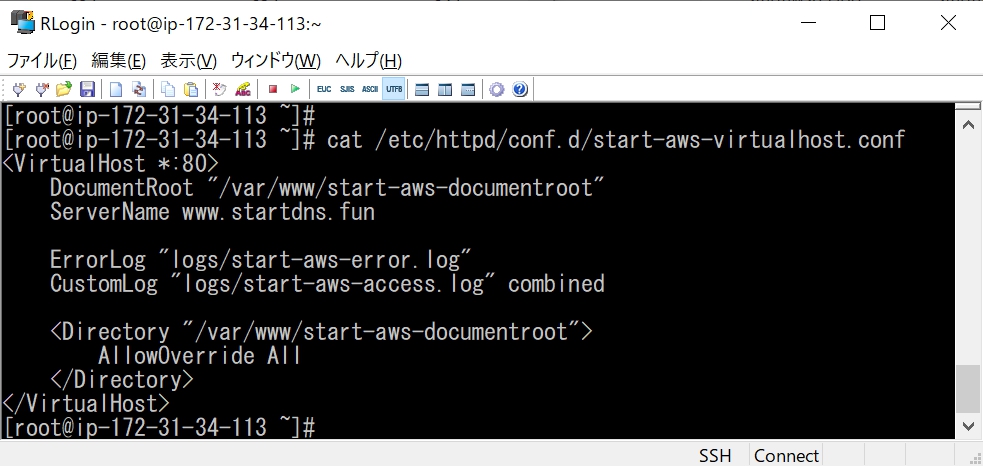 RLogin - root@ip-172-31-34-113:~
ファイル(F) 編集(E) 表示(V) ウィンドウ(W) ヘルプ(H)
EUC SJIS ASCII UTF8
[root@ip-172-31-34-113 ~]#
[root@ip-172-31-34-113 ~]# cat /etc/httpd/conf.d/start-aws-virtualhost.conf
<VirtualHost *:80>
    DocumentRoot "/var/www/start-aws-documentroot"
    ServerName www.startdns.fun

    ErrorLog "logs/start-aws-error.log"
    CustomLog "logs/start-aws-access.log" combined

    <Directory "/var/www/start-aws-documentroot">
        AllowOverride All
    </Directory>
</VirtualHost>
[root@ip-172-31-34-113 ~]#
SSH Connect